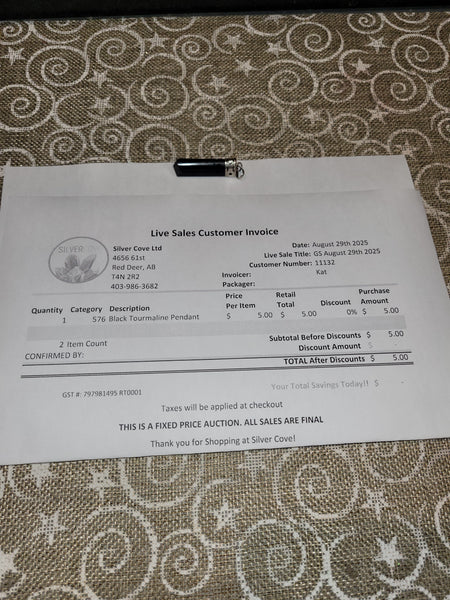 Live Sales Customer Invoice
SILVER
Silver Cove Ltd
4656 61st
Red Deer, AB
T4N 2R2
403-986-3682
Date: August 29th 2025
Live Sale Title: GS August 29th 2025
Customer Number: 11132
Invoicer: Kat
Packager:
Quantity Category Description Price Per Item Retail Total Discount Purchase Amount
1 576 Black Tourmaline Pendant $ 5.00 $ 5.00 0% $ 5.00
2 Item Count Subtotal Before Discounts $ 5.00
Discount Amount $ -
CONFIRMED BY: TOTAL After Discounts $ 5.00
GST #: 797981495 RT0001 Your Total Savings Today!! $ -
Taxes will be applied at checkout
THIS IS A FIXED PRICE AUCTION. ALL SALES ARE FINAL
Thank you for Shopping at Silver Cove!